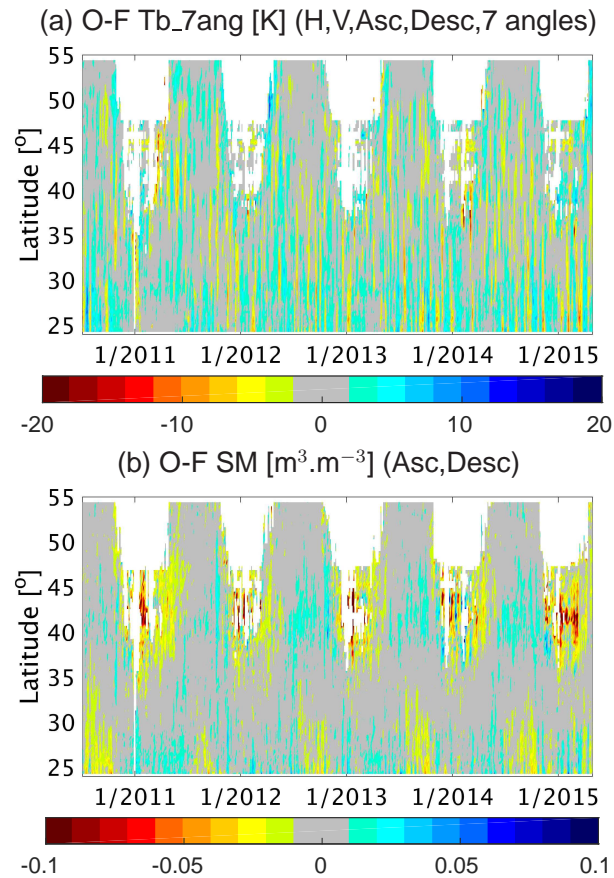 (a) O-F Tb_7ang [K] (H,V,Asc,Desc,7 angles)
55
50
45
40
35
30
25
Latitude [o]
1/2011 1/2012 1/2013 1/2014 1/2015
-20 -10 0 10 20
(b) O-F SM [m³.m⁻³] (Asc,Desc)
55
50
45
40
35
30
25
Latitude [o]
1/2011 1/2012 1/2013 1/2014 1/2015
-0.1 -0.05 0 0.05 0.1